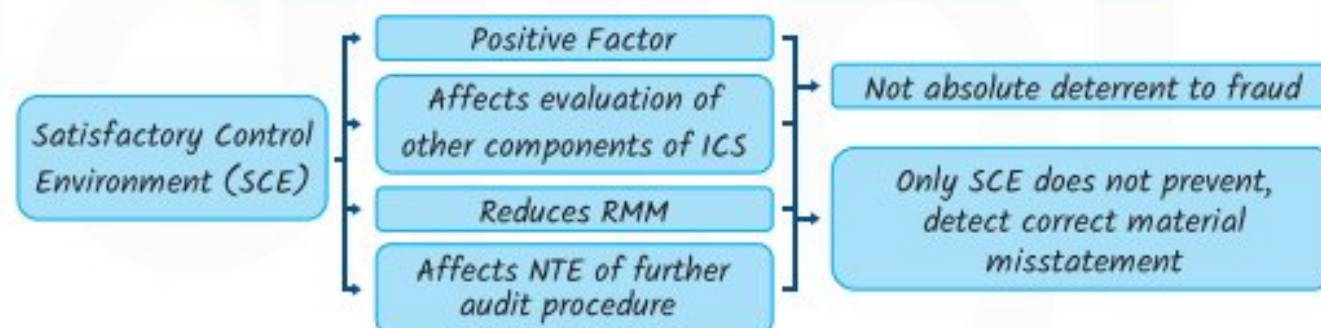 Satisfactory Control
Environment (SCE)
Positive Factor
Affects evaluation of
other components of ICS
Reduces RMM
Affects NTE of further
audit procedure
Not absolute deterrent to fraud
Only SCE does not prevent,
detect correct material
misstatement